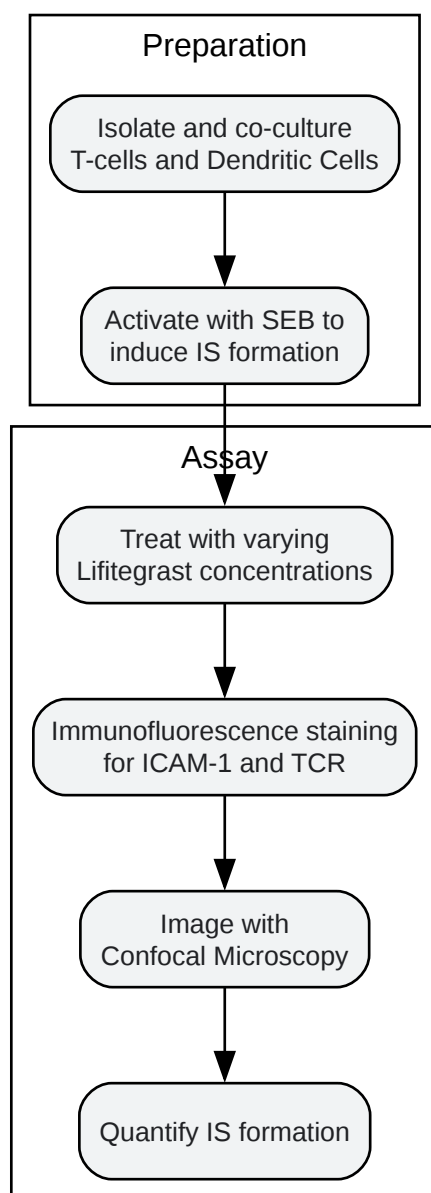 Preparation
Isolate and co-culture
T-cells and Dendritic Cells
Activate with SEB to
induce IS formation
Assay
Treat with varying
Lifitegrast concentrations
Immunofluorescence staining
for ICAM-1 and TCR
Image with
Confocal Microscopy
Quantify IS formation